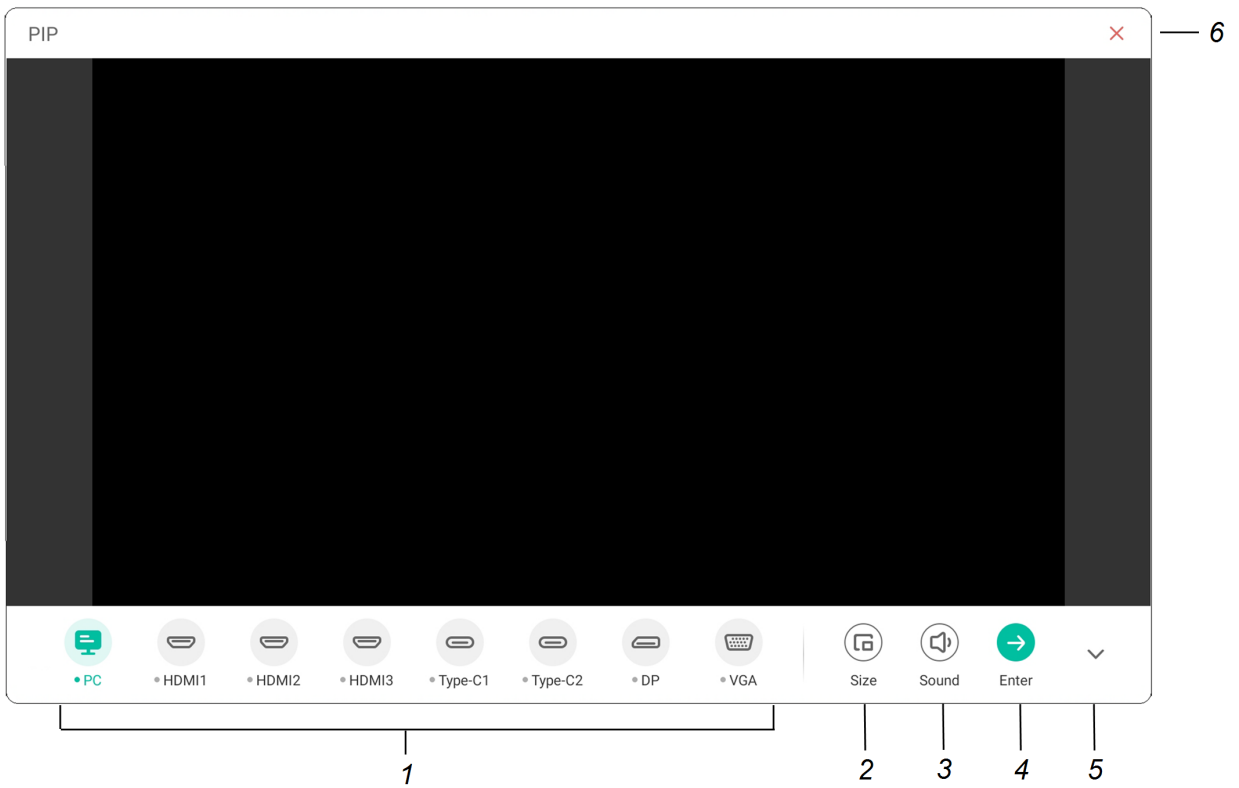 PIP
6
PC HDMI1 HDMI2 HDMI3 Type-C1 Type-C2 DP VGA Size Sound Enter
1 2 3 4 5